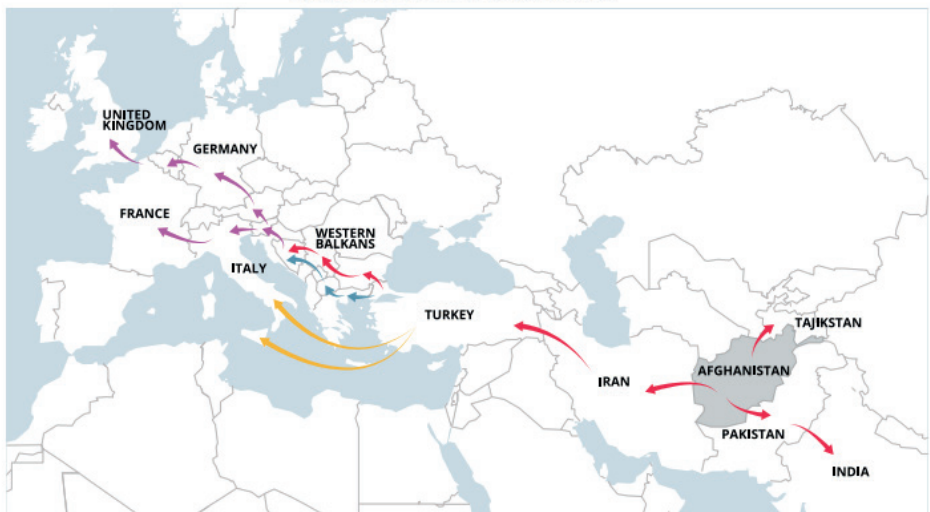 UNITED
KINGDOM
GERMANY
FRANCE
WESTERN
BALKANS
ITALY
TURKEY
TAJIKSTAN
AFGHANISTAN
IRAN
PAKISTAN
INDIA